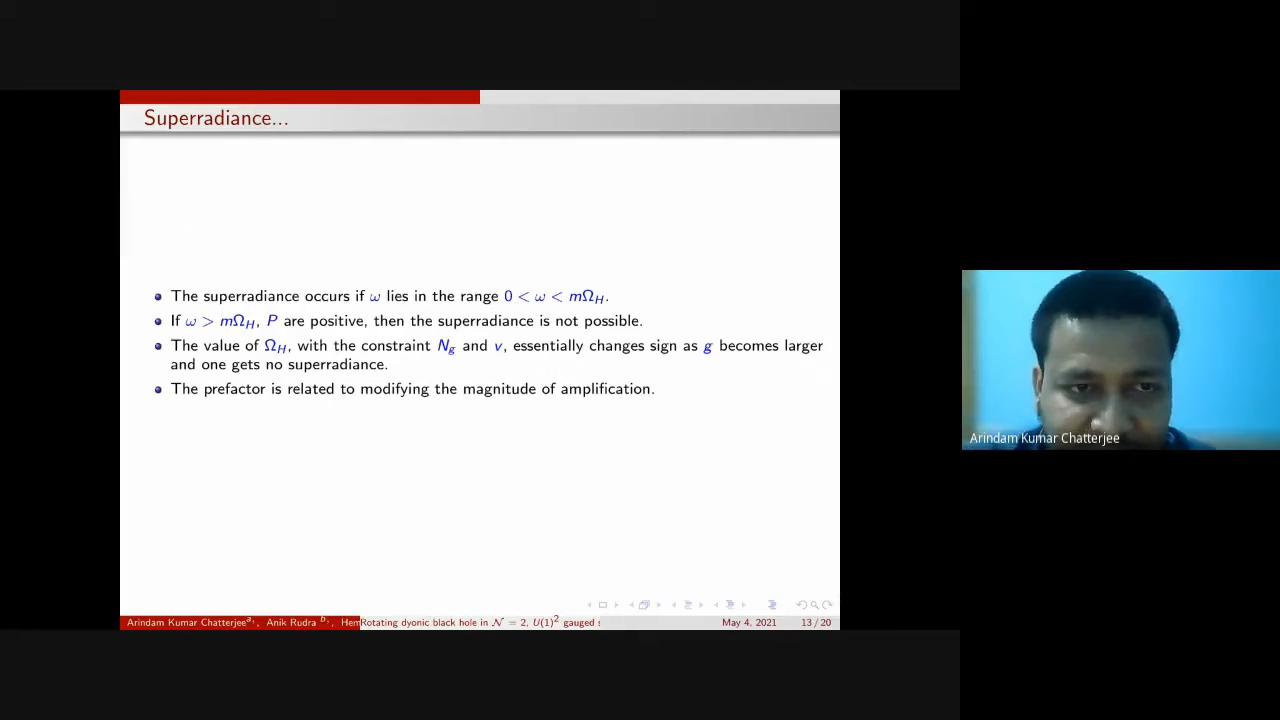 Superradiance...
The superradiance occurs if ω lies in the range 0 < ω < mΩ_H.
If ω > mΩ_H, P are positive, then the superradiance is not possible.
The value of Ω_H, with the constraint N_g and v, essentially changes sign as g becomes larger
and one gets no superradiance.
The prefactor is related to modifying the magnitude of amplification.
Arindam Kumar Chatterjee
Arindam Kumar Chatterjee^a, , Anik Rudra ^b, , Hem Rotating dyonic black hole in 𝒩 = 2, U(1)² gauged s May 4, 2021 13 / 20